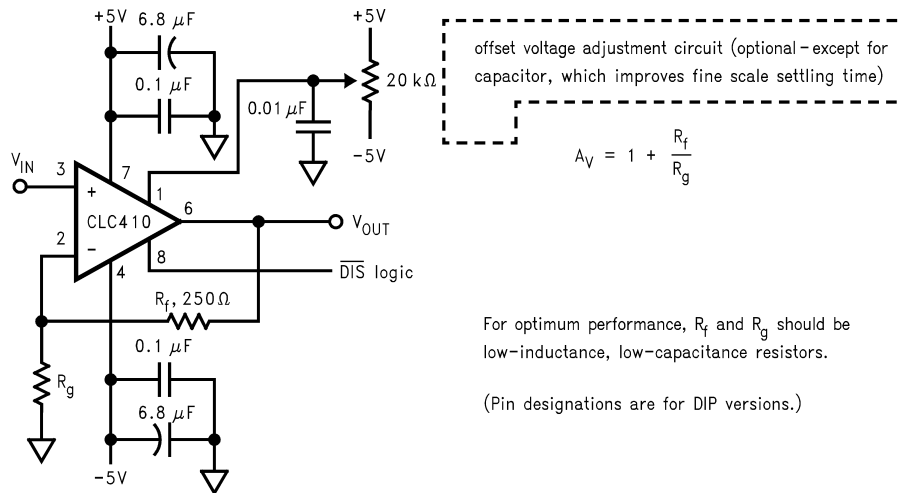 +5V
6.8 μF
0.1 μF
+5V
20 kΩ
0.01 μF
-5V
offset voltage adjustment circuit (optional - except for
capacitor, which improves fine scale settling time)
A_V = 1 + R_f / R_g
V_IN
3
7
+
1
CLC410
6
V_OUT
2
-
8
4
D̅I̅S̅ logic
R_f, 250Ω
0.1 μF
R_g
6.8 μF
-5V
For optimum performance, R_f and R_g should be
low-inductance, low-capacitance resistors.
(Pin designations are for DIP versions.)